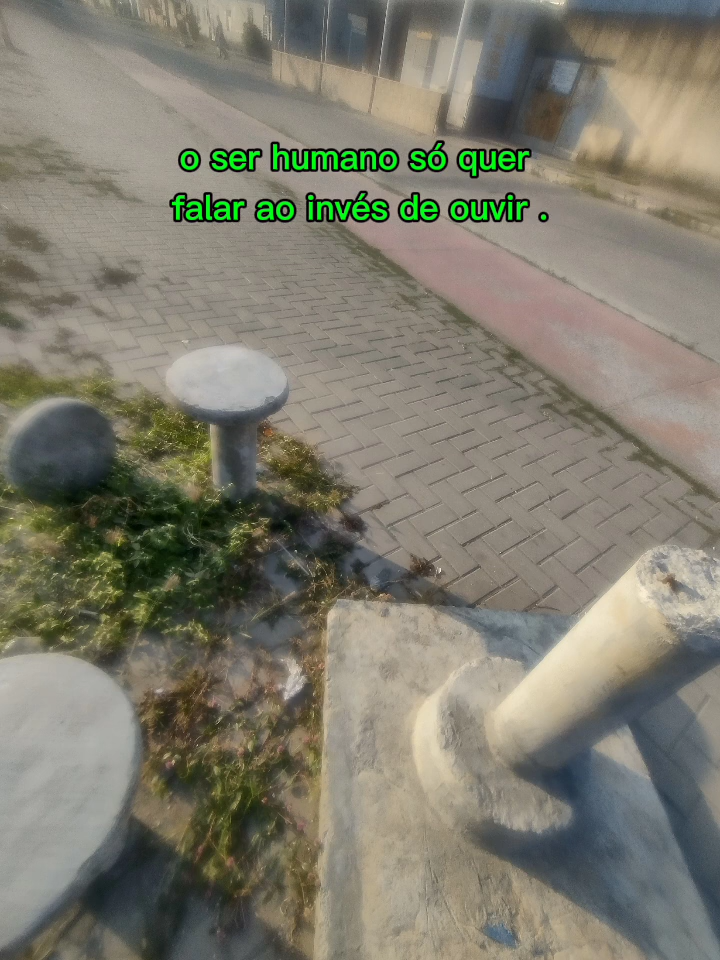 o ser humano só quer
falar ao invés de ouvir .